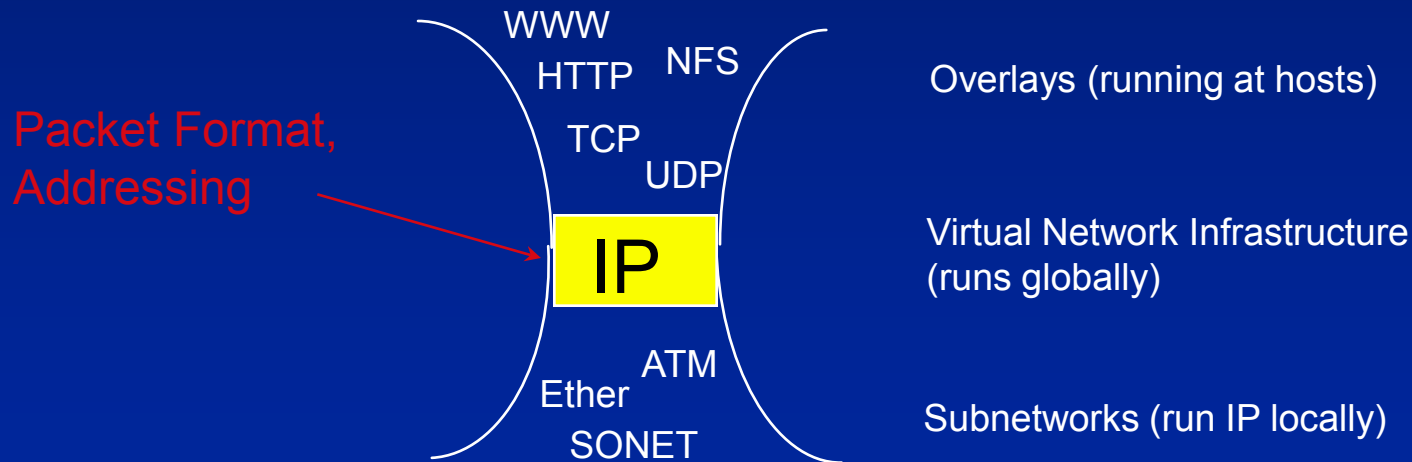 WWW
HTTP
NFS
Overlays (running at hosts)
Packet Format,
Addressing
TCP
UDP
IP
Virtual Network Infrastructure
(runs globally)
ATM
Ether
SONET
Subnetworks (run IP locally)